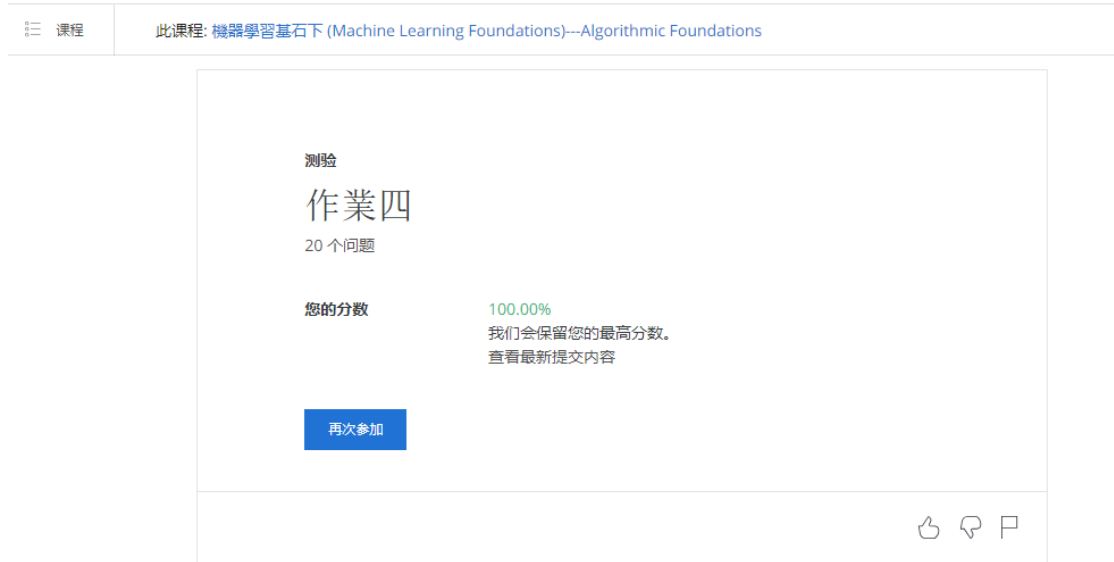 课程
此课程: 機器學習基石下 (Machine Learning Foundations)---Algorithmic Foundations
测验
作業四
20 个问题
您的分数
100.00%
我们会保留您的最高分数。
查看最新提交内容
再次参加